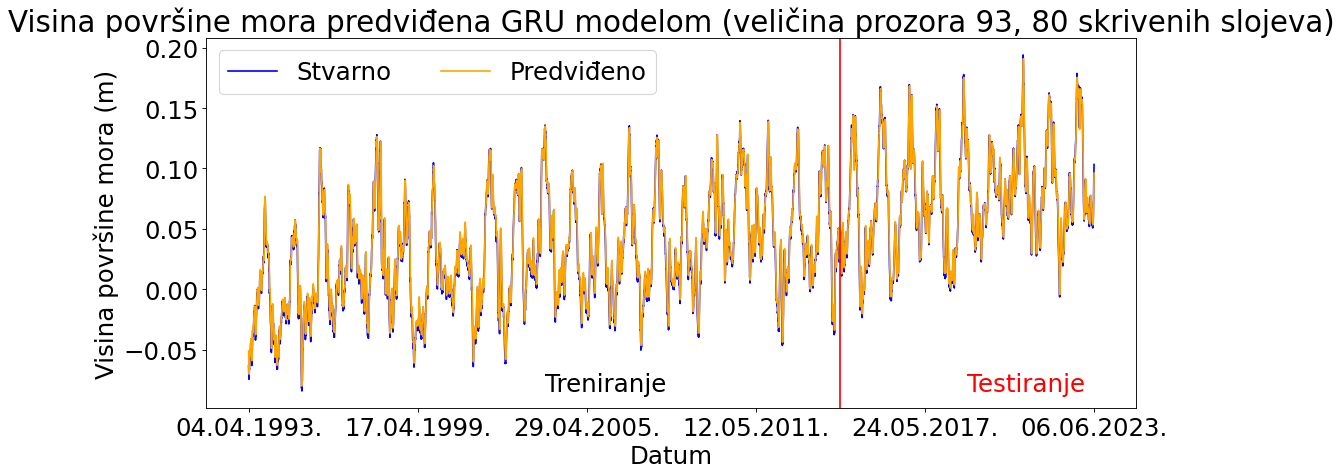 Visina površine mora predviđena GRU modelom (veličina prozora 93, 80 skrivenih slojeva)
Stvarno
Predviđeno
Visina površine mora (m)
0.20
0.15
0.10
0.05
0.00
−0.05
Treniranje
Testiranje
04.04.1993. 17.04.1999. 29.04.2005. 12.05.2011. 24.05.2017. 06.06.2023.
Datum